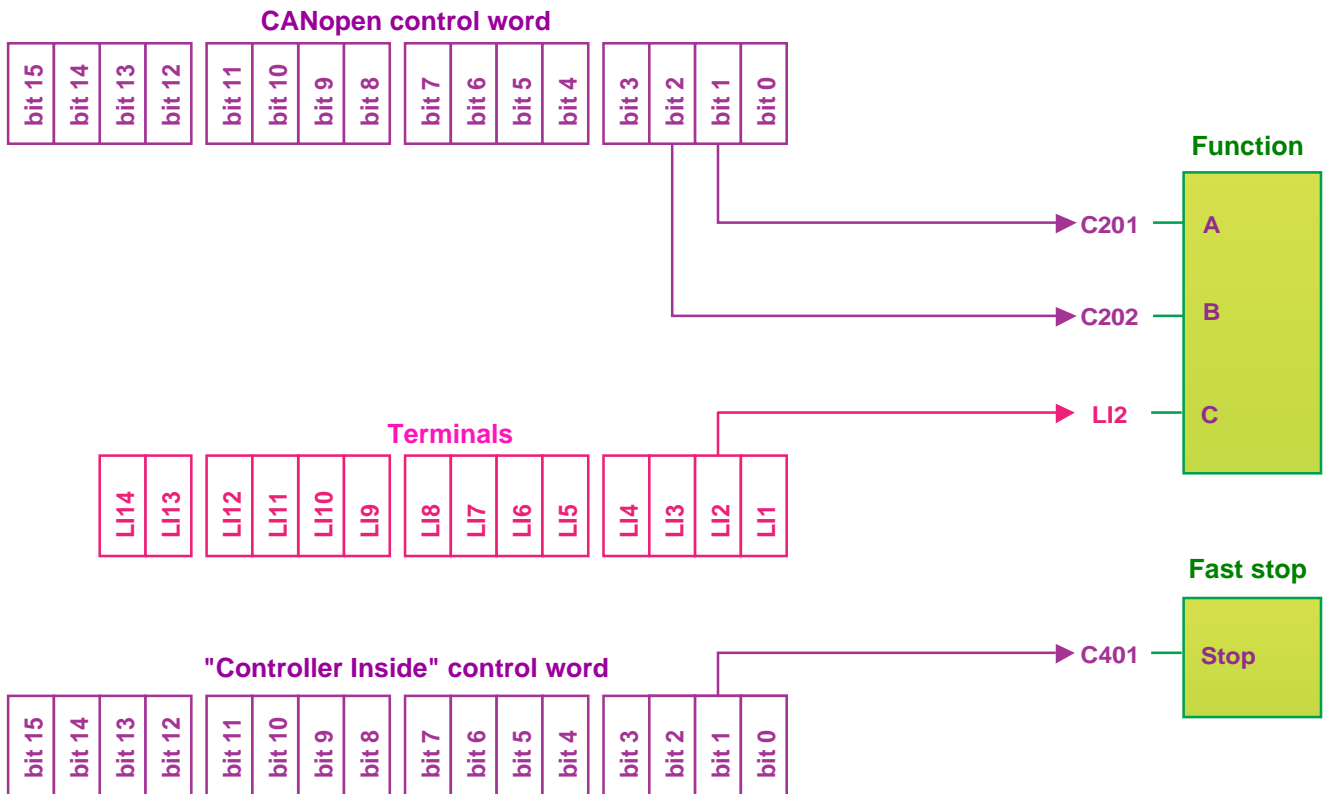 CANopen control word
bit 15 bit 14 bit 13 bit 12 bit 11 bit 10 bit 9 bit 8 bit 7 bit 6 bit 5 bit 4 bit 3 bit 2 bit 1 bit 0
Function
C201 A
C202 B
LI2 C
Terminals
LI14 LI13 LI12 LI11 LI10 LI9 LI8 LI7 LI6 LI5 LI4 LI3 LI2 LI1
Fast stop
C401 Stop
"Controller Inside" control word
bit 15 bit 14 bit 13 bit 12 bit 11 bit 10 bit 9 bit 8 bit 7 bit 6 bit 5 bit 4 bit 3 bit 2 bit 1 bit 0